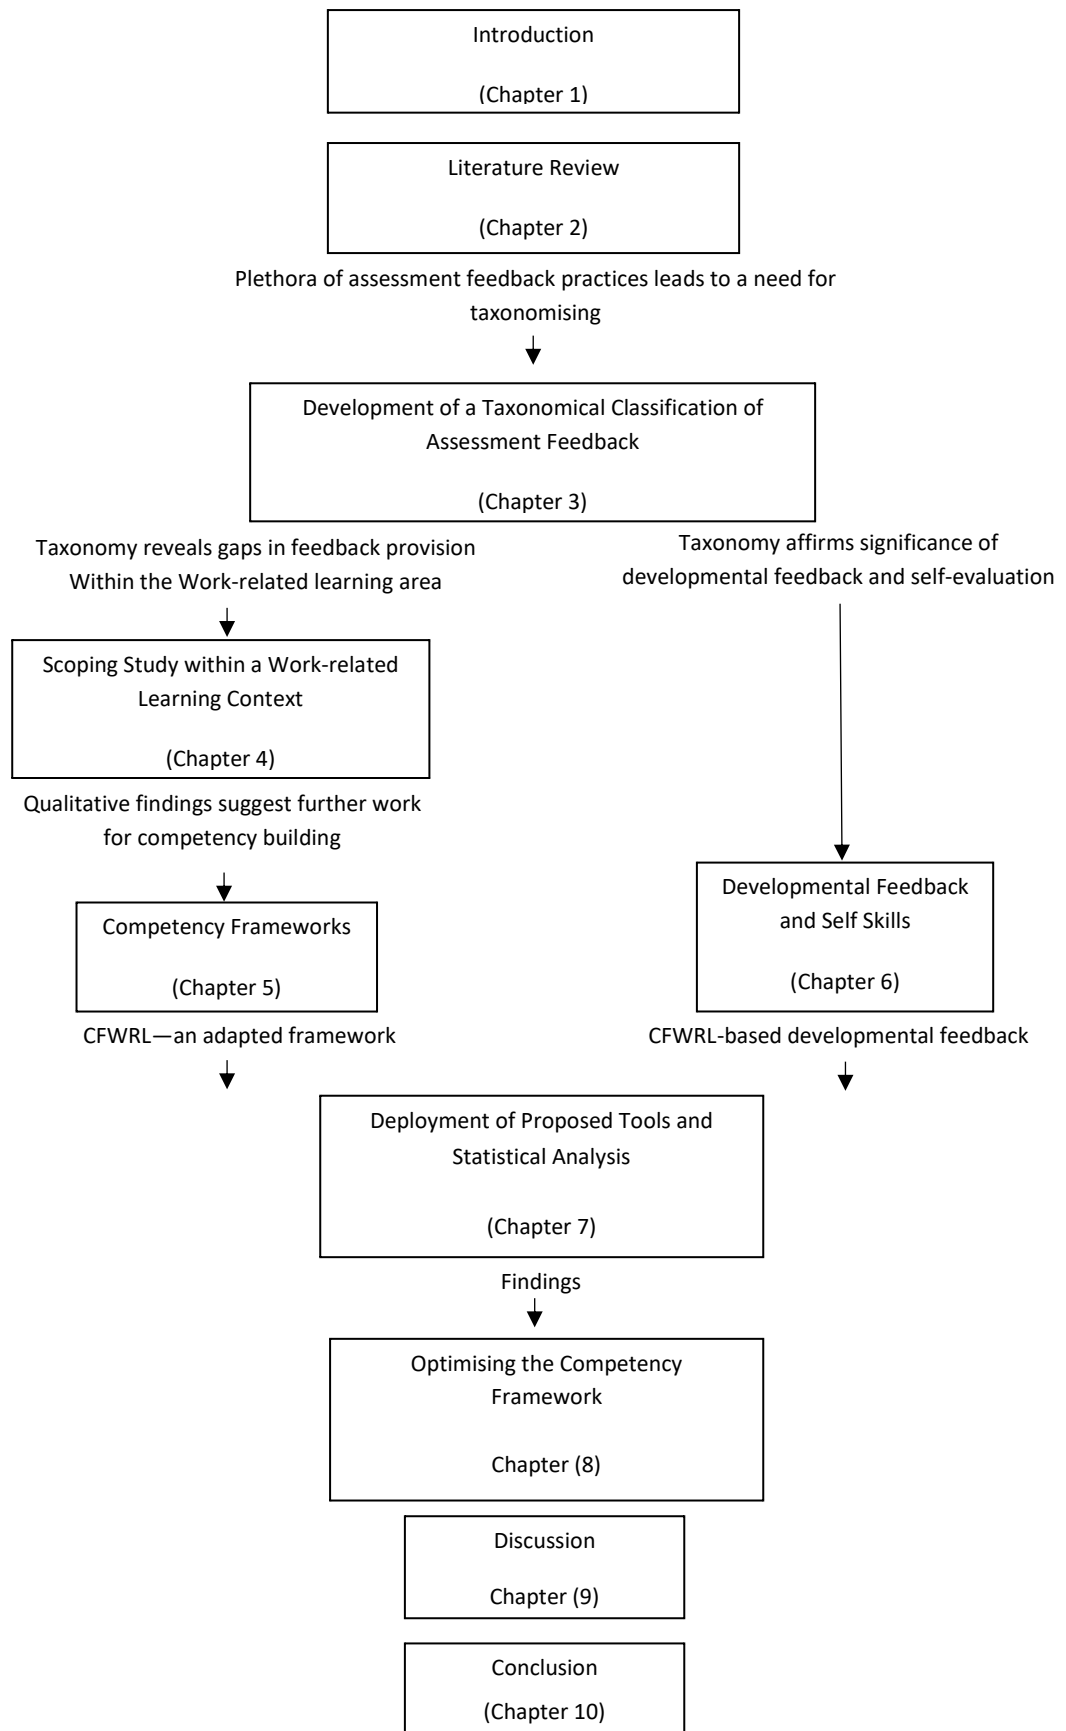 Introduction
(Chapter 1)
Literature Review
(Chapter 2)
Plethora of assessment feedback practices leads to a need for
taxonomising
Development of a Taxonomical Classification of
Assessment Feedback
(Chapter 3)
Taxonomy reveals gaps in feedback provision
Within the Work-related learning area
Taxonomy affirms significance of
developmental feedback and self-evaluation
Scoping Study within a Work-related
Learning Context
(Chapter 4)
Qualitative findings suggest further work
for competency building
Competency Frameworks
(Chapter 5)
Developmental Feedback
and Self Skills
(Chapter 6)
CFWRL—an adapted framework
CFWRL-based developmental feedback
Deployment of Proposed Tools and
Statistical Analysis
(Chapter 7)
Findings
Optimising the Competency
Framework
Chapter (8)
Discussion
Chapter (9)
Conclusion
(Chapter 10)